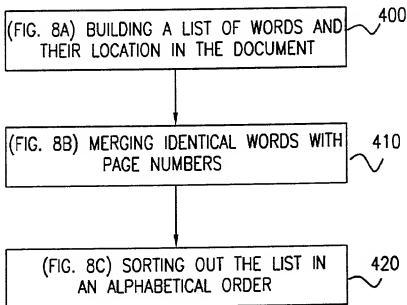 400
(FIG. 8A) BUILDING A LIST OF WORDS AND
THEIR LOCATION IN THE DOCUMENT
(FIG. 8B) MERGING IDENTICAL WORDS WITH
PAGE NUMBERS
410
(FIG. 8C) SORTING OUT THE LIST IN
AN ALPHABETICAL ORDER
420